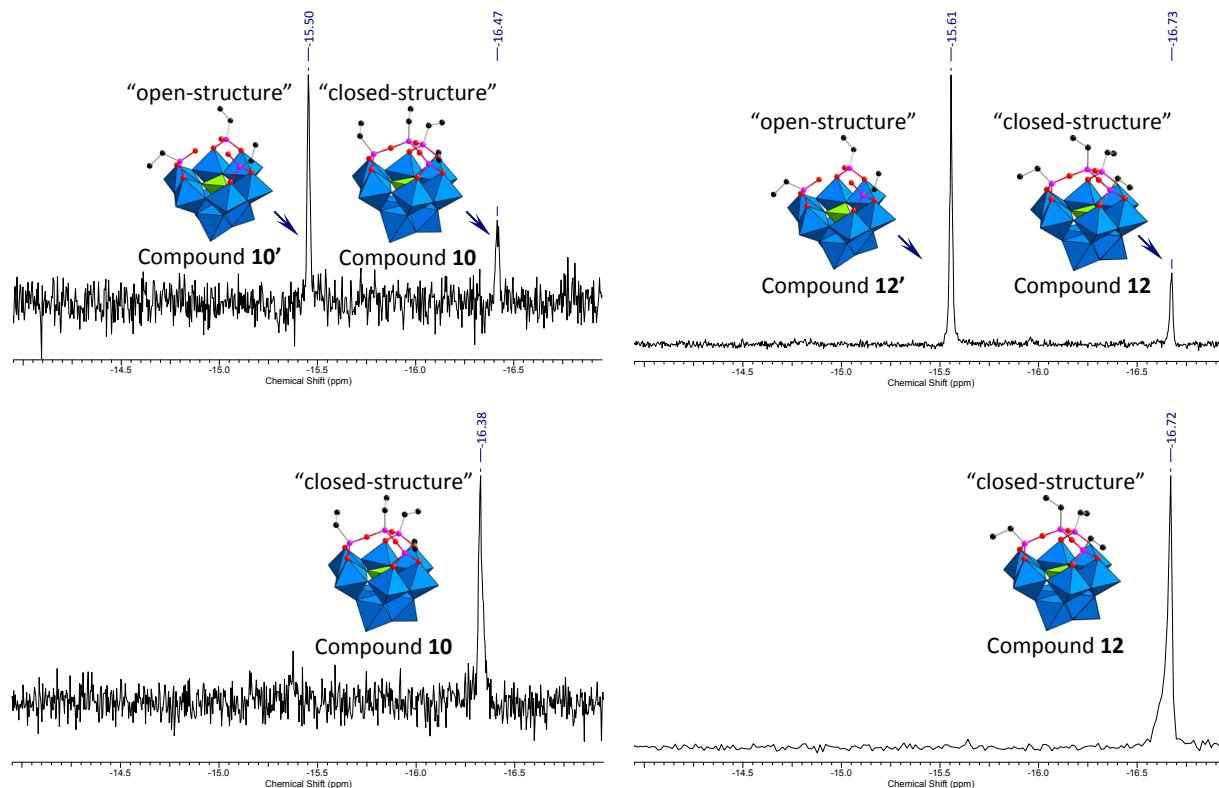 -15.50
-16.47
“open-structure”
“closed-structure”
Compound 10’
Compound 10
-14.5
-15.0
-15.5
-16.0
-16.5
Chemical Shift (ppm)
-15.61
-16.73
“open-structure”
“closed-structure”
Compound 12’
Compound 12
-14.5
-15.0
-15.5
-16.0
-16.5
Chemical Shift (ppm)
-16.38
“closed-structure”
Compound 10
-14.5
-15.0
-15.5
-16.0
-16.5
Chemical Shift (ppm)
-16.72
“closed-structure”
Compound 12
-14.5
-15.0
-15.5
-16.0
-16.5
Chemical Shift (ppm)